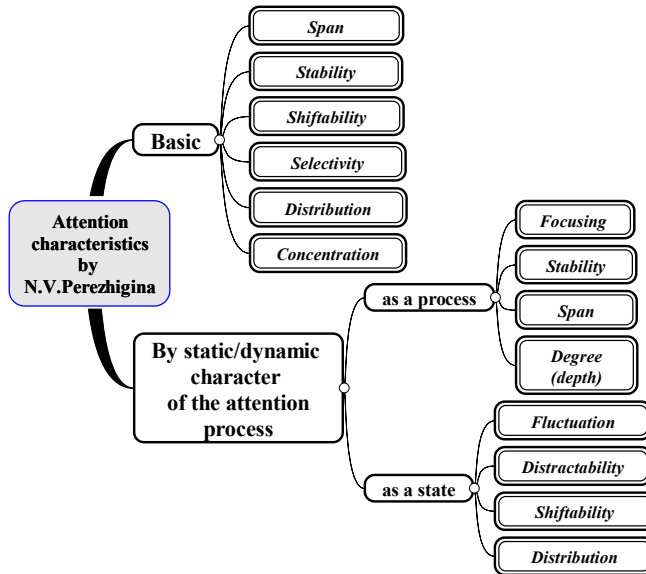 Attention
characteristics
by
N.V.Perezhigina
Basic
Span
Stability
Shiftability
Selectivity
Distribution
Concentration
By static/dynamic
character
of the attention
process
as a process
Focusing
Stability
Span
Degree
(depth)
as a state
Fluctuation
Distractability
Shiftability
Distribution